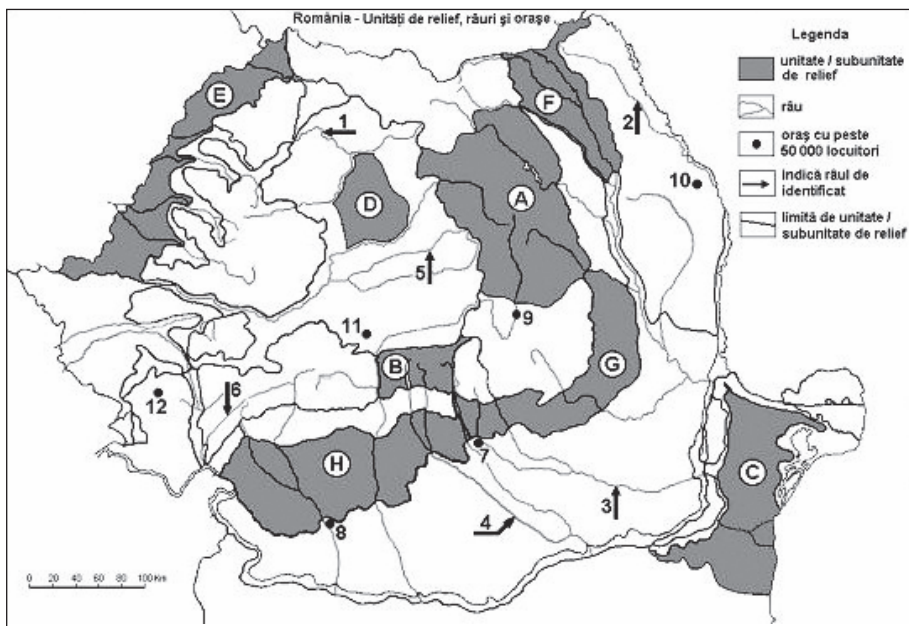 România - Unități de relief, râuri și orașe
Legenda
unitate / subunitate
de relief
râu
oraș cu peste
50 000 locuitori
indică râul de
identificat
limită de unitate /
subunitate de relief
E
F
1
2
10
A
D
5
9
11
G
B
12
6
H
7
C
3
4
8
0 20 40 60 80 100 Km